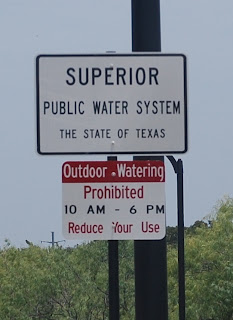 SUPERIOR
PUBLIC WATER SYSTEM
THE STATE OF TEXAS
Outdoor Watering
Prohibited
10 AM - 6 PM
Reduce Your Use